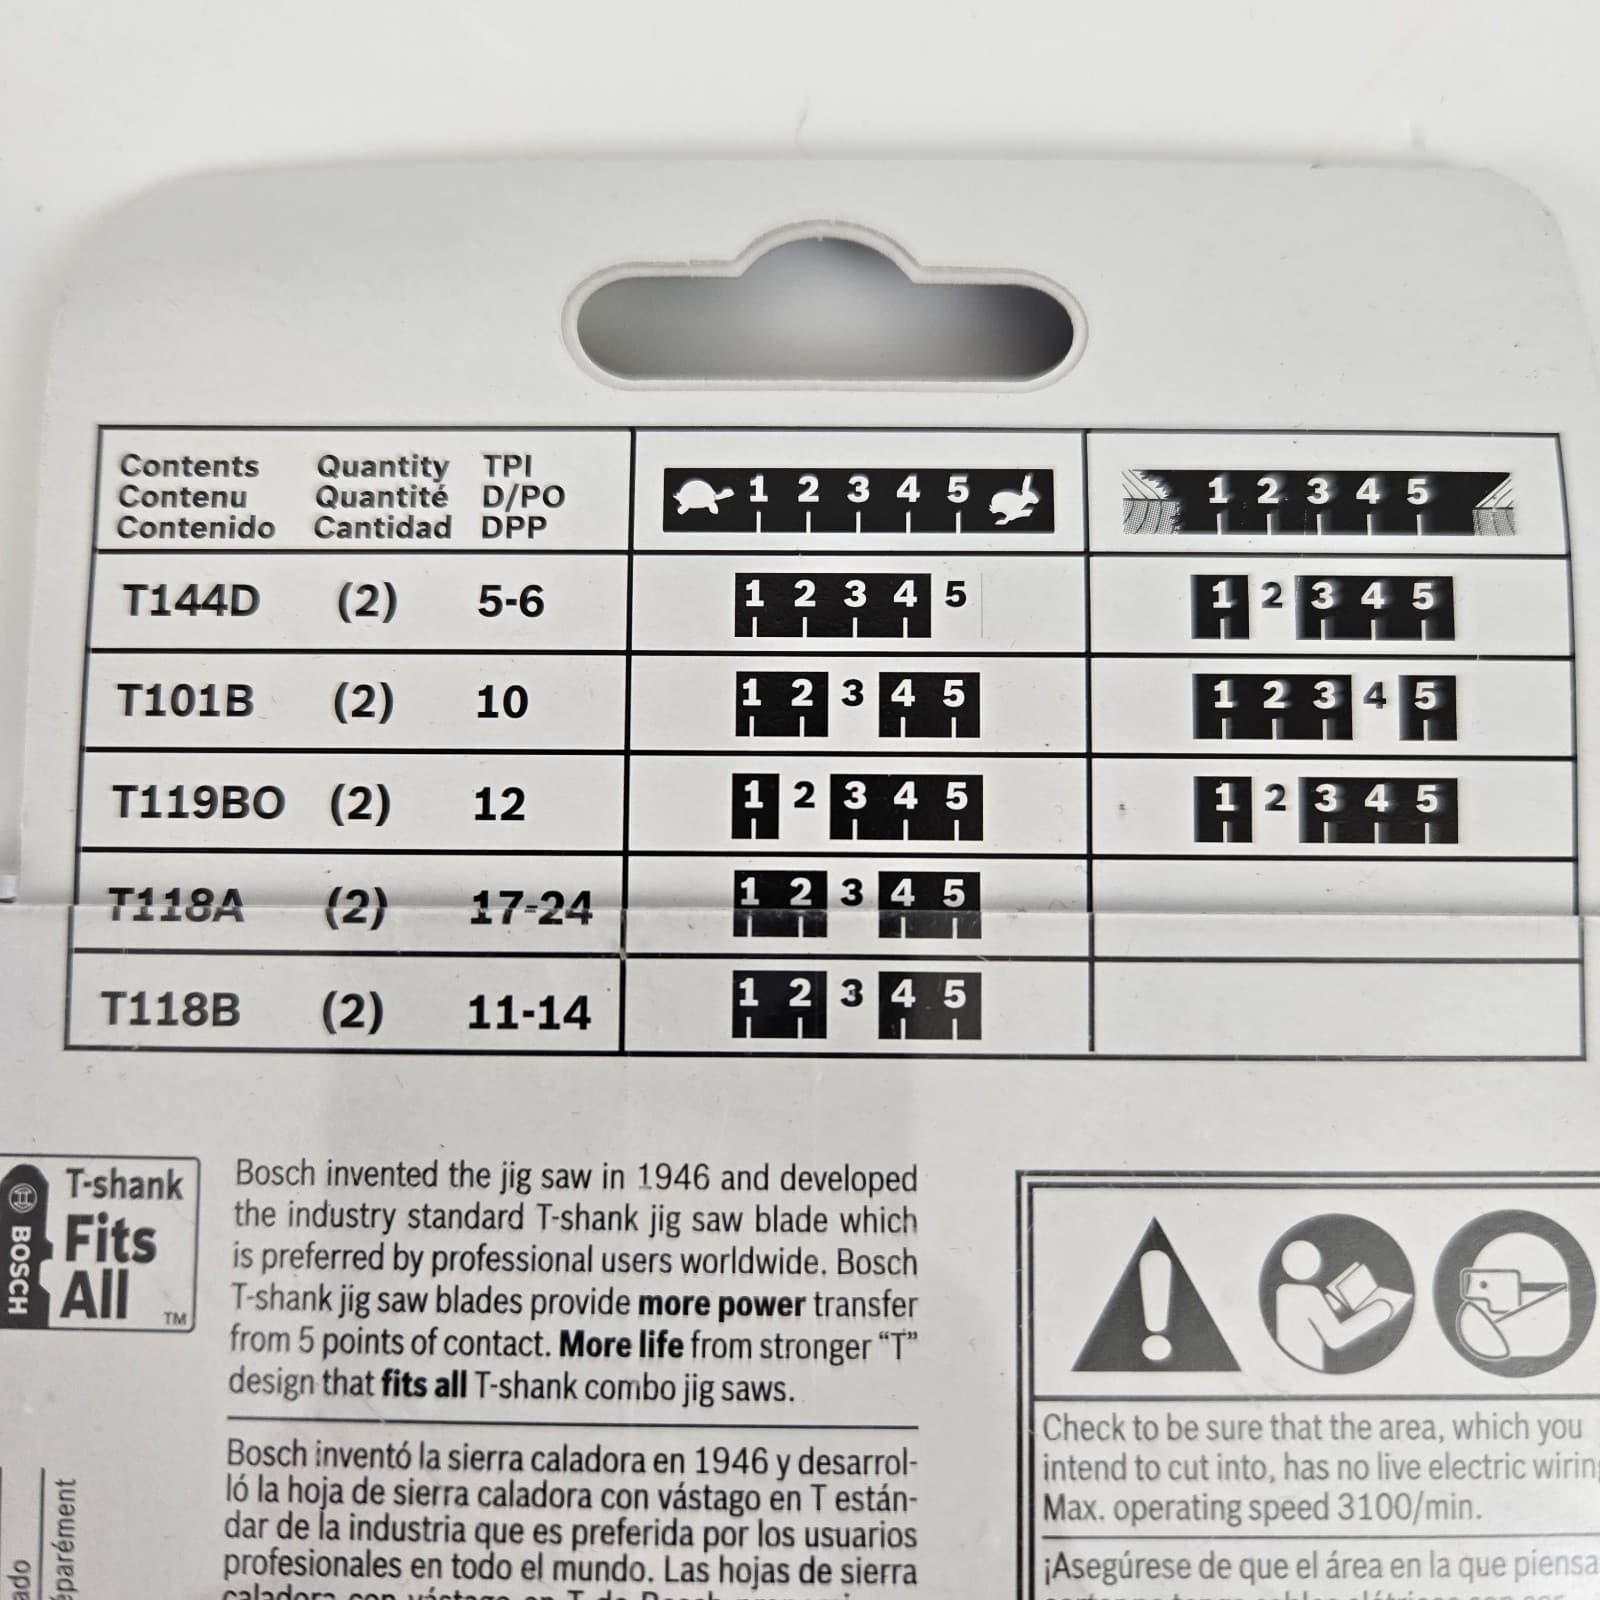 Contents Quantity TPI
Contenu Quantité D/PO
Contenido Cantidad DPP
1 2 3 4 5
1 2 3 4 5
T144D (2) 5-6 1 2 3 4 5 1 2 3 4 5
T101B (2) 10 1 2 3 4 5 1 2 3 4 5
T119BO (2) 12 1 2 3 4 5 1 2 3 4 5
T118A (2) 17-24 1 2 3 4 5
T118B (2) 11-14 1 2 3 4 5
BOSCH
T-shank
Fits
All
TM
Bosch invented the jig saw in 1946 and developed
the industry standard T-shank jig saw blade which
is preferred by professional users worldwide. Bosch
T-shank jig saw blades provide more power transfer
from 5 points of contact. More life from stronger “T”
design that fits all T-shank combo jig saws.
Bosch inventó la sierra caladora en 1946 y desarrol-
ló la hoja de sierra caladora con vástago en T están-
dar de la industria que es preferida por los usuarios
profesionales en todo el mundo. Las hojas de sierra
Check to be sure that the area, which you
intend to cut into, has no live electric
Max. operating speed 3100/min.
¡Asegúrese de que el área en la que